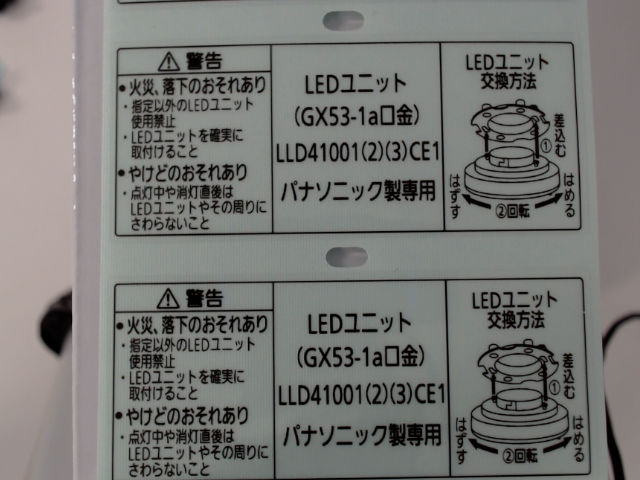 ⚠ 警告
●火災、落下のおそれあり
・指定以外のLEDユニット
使用禁止
・LEDユニットを確実に
取付けること
●やけどのおそれあり
・点灯中や消灯直後は
LEDユニットやその周りに
さわらないこと
LEDユニット
(GX53-1a口金)
LLD41001(2)(3)CE1
パナソニック製専用
LEDユニット
交換方法
差込む
①
はずす
②回転
はめる
⚠ 警告
●火災、落下のおそれあり
・指定以外のLEDユニット
使用禁止
・LEDユニットを確実に
取付けること
●やけどのおそれあり
・点灯中や消灯直後は
LEDユニットやその周りに
さわらないこと
LEDユニット
(GX53-1a口金)
LLD41001(2)(3)CE1
パナソニック製専用
LEDユニット
交換方法
差込む
①
はずす
②回転
はめる